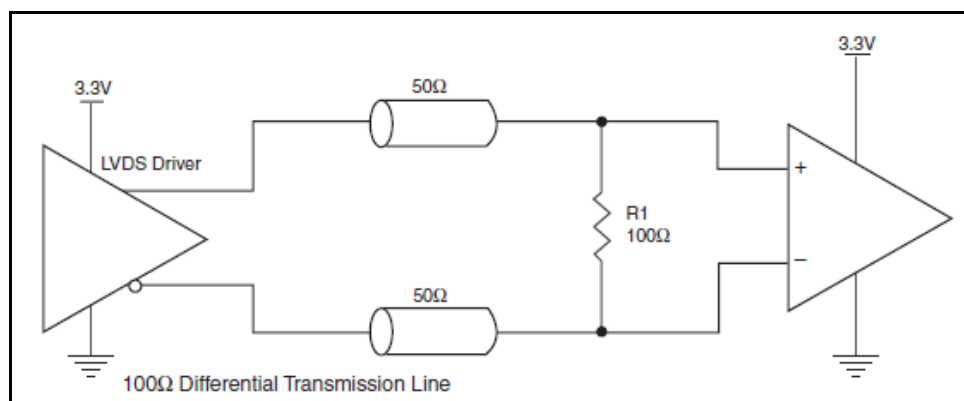 3.3V
3.3V
50Ω
LVDS Driver
+
R1
100Ω
−
50Ω
100Ω Differential Transmission Line